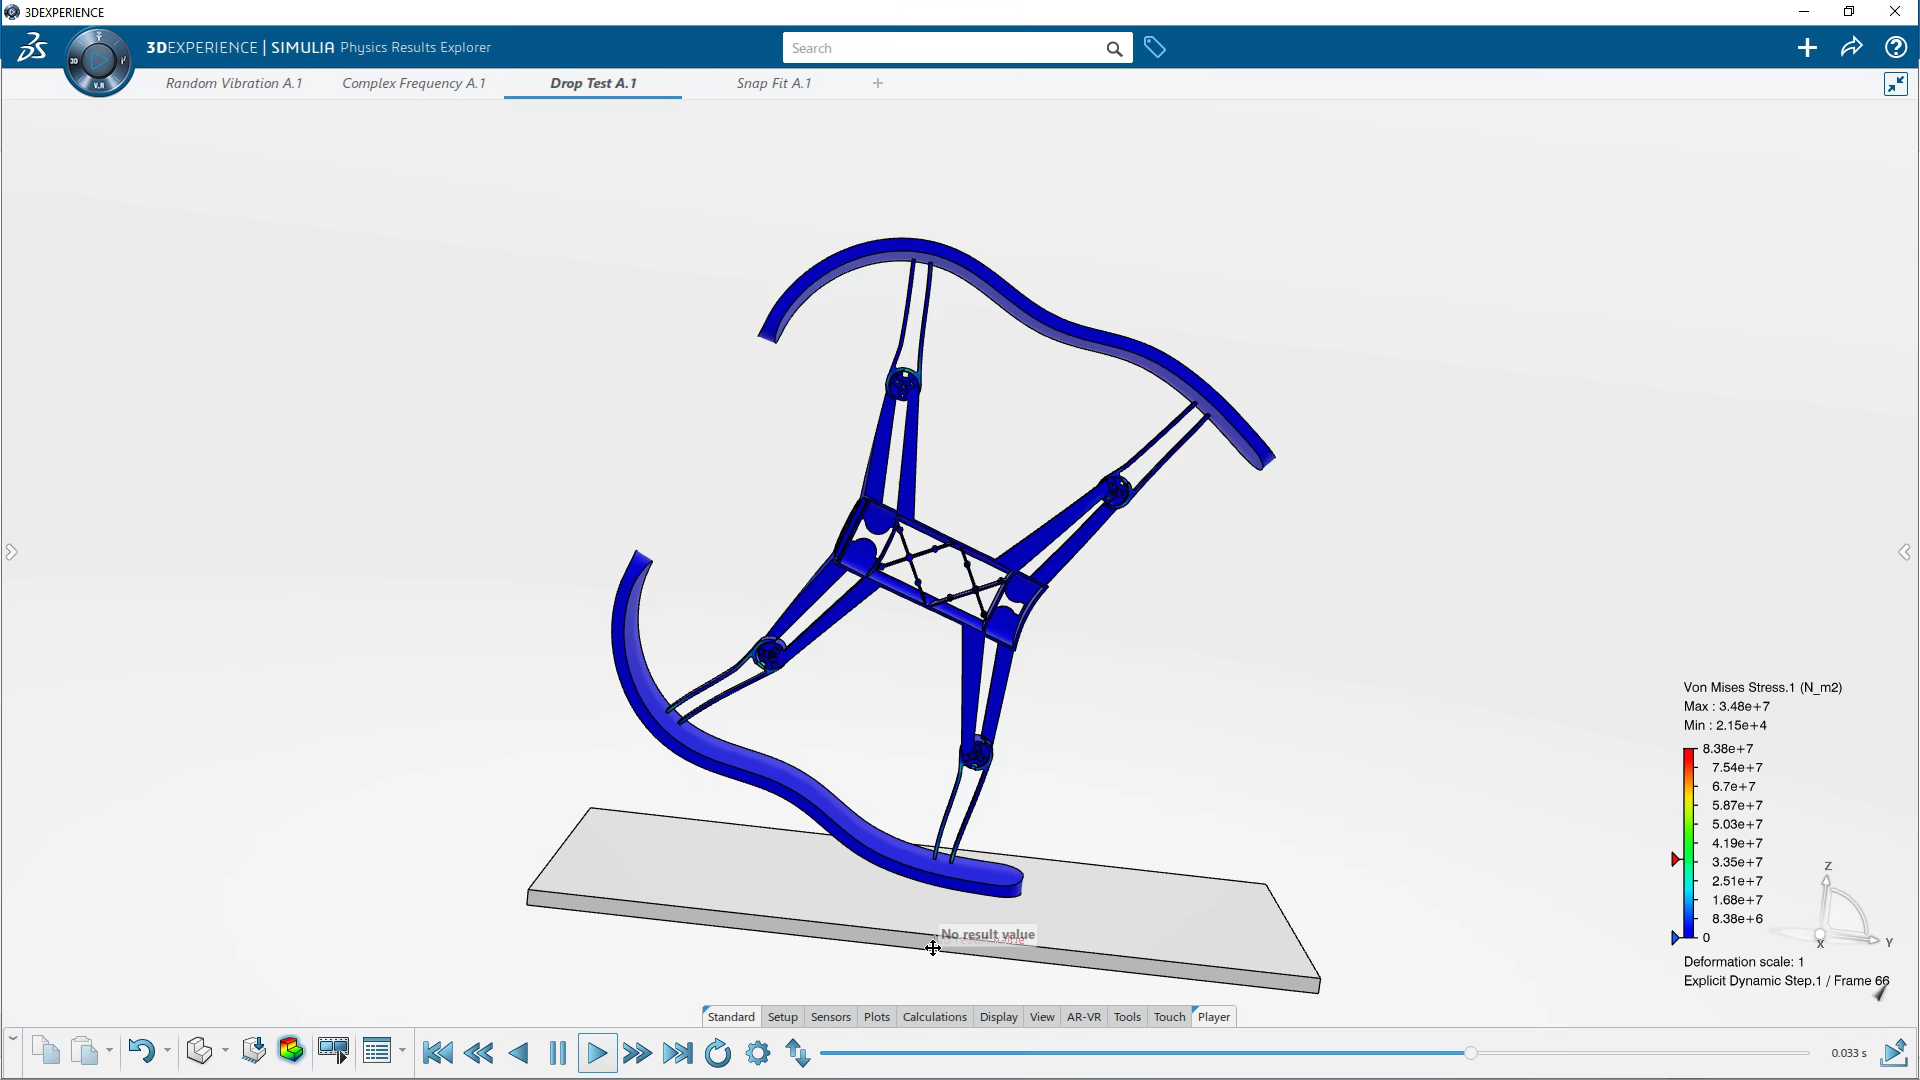 3DEXPERIENCE
3DEXPERIENCE | SIMULIA Physics Results Explorer
Search
3D
V.R
Random Vibration A.1
Complex Frequency A.1
Drop Test A.1
Snap Fit A.1
Von Mises Stress.1 (N_m2)
Max : 3.48e+7
Min : 2.15e+4
8.38e+7
7.54e+7
6.7e+7
5.87e+7
5.03e+7
4.19e+7
3.35e+7
2.51e+7
1.68e+7
8.38e+6
0
Z
X
Y
Deformation scale: 1
Explicit Dynamic Step.1 / Frame 66
No result value
Standard
Setup
Sensors
Plots
Calculations
Display
View
AR-VR
Tools
Touch
Player
0.033 s